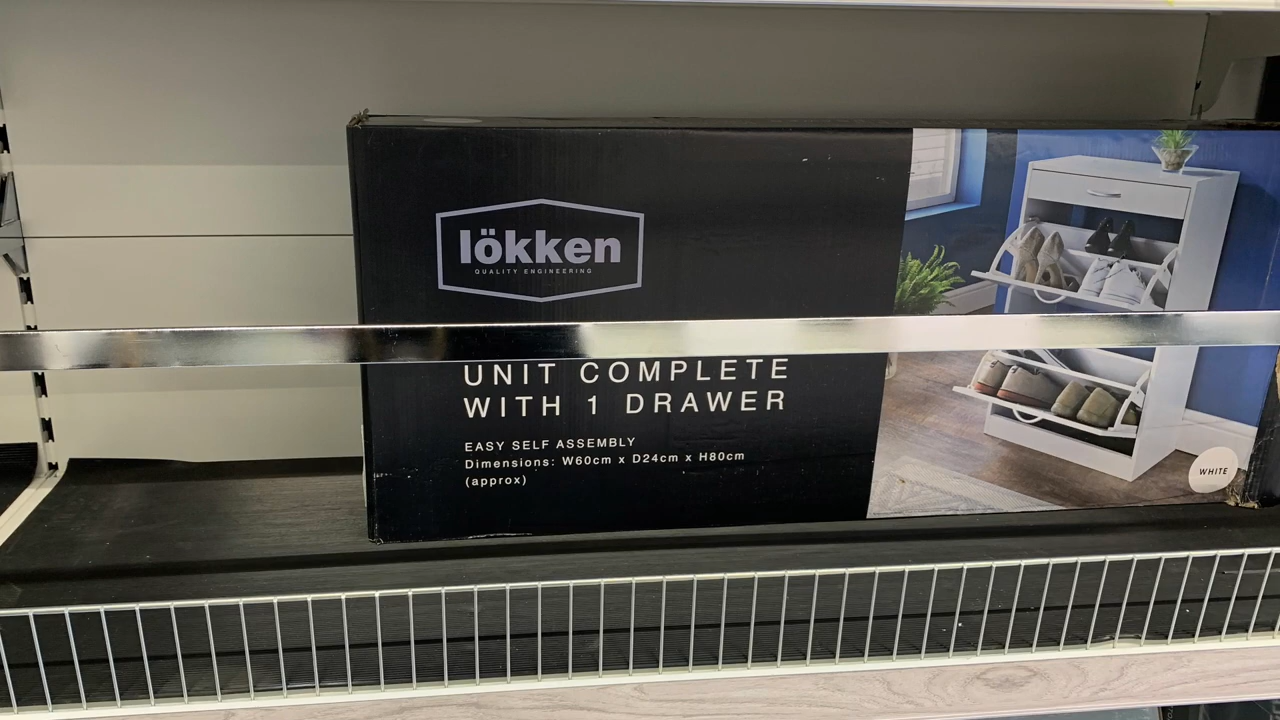 lökken
QUALITY ENGINEERING
UNIT COMPLETE
WITH 1 DRAWER
EASY SELF ASSEMBLY
Dimensions: W60cm x D24cm x H80cm
(approx)
WHITE